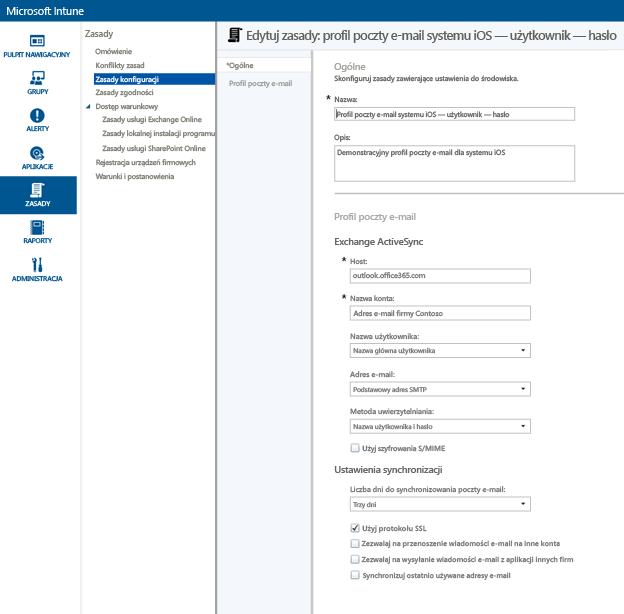 Microsoft Intune
PULPIT NAWIGACYJNY
GRUPY
ALERTY
APLIKACJE
ZASADY
RAPORTY
ADMINISTRACJA
Zasady
Omówienie
Konflikty zasad
Zasady konfiguracji
Zasady zgodności
Dostęp warunkowy
Zasady usługi Exchange Online
Zasady lokalnej instalacji programu
Zasady usługi SharePoint Online
Rejestracja urządzeń firmowych
Warunki i postanowienia
Edytuj zasady: profil poczty e-mail systemu iOS — użytkownik — hasło
*Ogólne
Profil poczty e-mail
Ogólne
Skonfiguruj zasady zawierające ustawienia do środowiska.
* Nazwa:
Profil poczty e-mail systemu iOS — użytkownik — hasło
Opis:
Demonstracyjny profil poczty e-mail dla systemu iOS
Profil poczty e-mail
Exchange ActiveSync
* Host:
outlook.office365.com
* Nazwa konta:
Adres e-mail firmy Contoso
Nazwa użytkownika:
Nazwa główna użytkownika
Adres e-mail:
Podstawowy adres SMTP
Metoda uwierzytelniania:
Nazwa użytkownika i hasło
Użyj szyfrowania S/MIME
Ustawienia synchronizacji
Liczba dni do synchronizowania poczty e-mail:
Trzy dni
Użyj protokołu SSL
Zezwalaj na przenoszenie wiadomości e-mail na inne konta
Zezwalaj na wysyłanie wiadomości e-mail z aplikacji innych firm
Synchronizuj ostatnio używane adresy e-mail